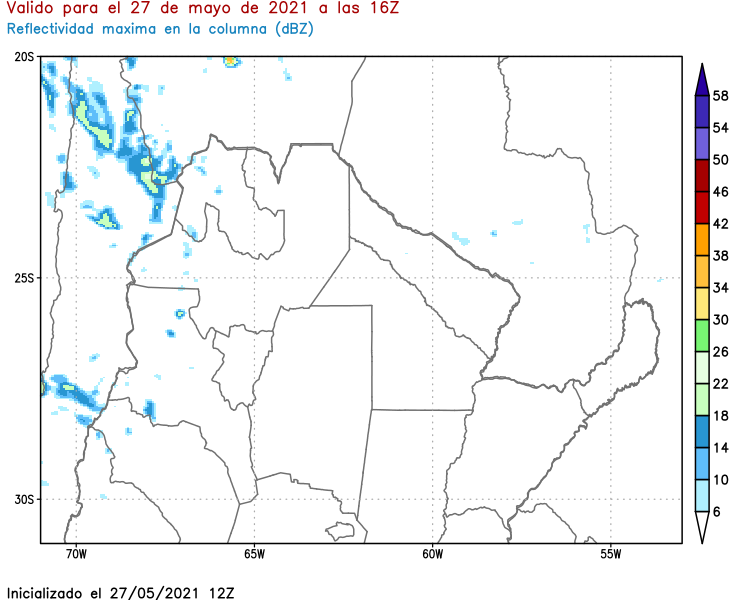 Valido para el 27 de mayo de 2021 a las 16Z
Reflectividad maxima en la columna (dBZ)
20S
25S
30S
70W
65W
60W
55W
58
54
50
46
42
38
34
30
26
22
18
14
10
6
Inicializado el 27/05/2021 12Z